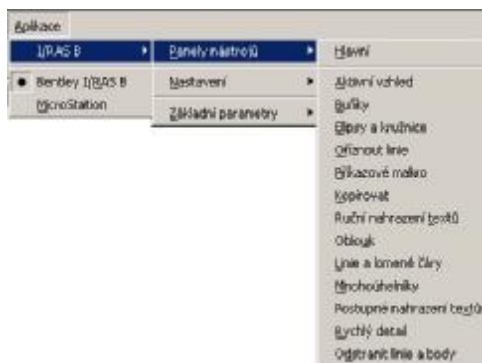 Aplikace
I/RAS B
Bentley I/RAS B
MicroStation
Panely nástrojů
Nastavení
Základní parametry
Hlavní
Aktivní vzhled
Buňky
Elipsy a kružnice
Oříznout linie
Příkazové makro
Kopírovat
Ruční nahrazení textů
Oblouk
Linie a lomené čáry
Mnohoúhelníky
Postupné nahrazení textů
Rychlý detail
Odstranit linie a body